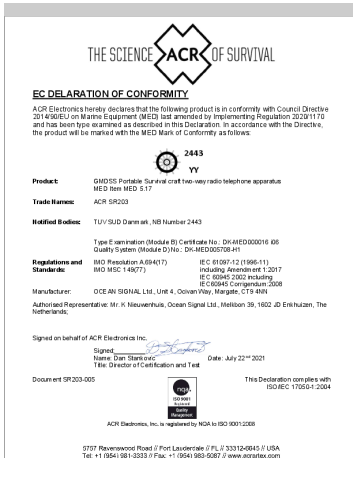 THE SCIENCE ACR OF SURVIVAL
EC DELARATION OF CONFORMITY
ACR Electronics hereby declares that the following product is in conformity with Council Directive
2014/90/EU on Marine Equipment (MED) last amended by Implementing Regulation 2020/1170
and has been type examined as described in this Declaration. In accordance with the Directive,
the product will be marked with the MED Mark of Conformity as follows:
2443
YY
Product: GMDSS Portable Survival craft two-way radio telephone apparatus
MED Item MED 5.17
Trade Names: ACR SR203
Notified Bodies: TUV SUD Danmark, NB Number 2443
Type Examination (Module B) Certificate No.: DK-MED000016 i06
Quality System (Module D) No.: DK-MED005708-H1
Regulations and IMO Resolution A.694(17) IEC 61097-12 (1996-11)
Standards: IMO MSC 149(77) including Amendment 1:2017
IEC 60945 2002 including
IEC60945 Corrigendum:2008
Manufacturer: OCEAN SIGNAL LTD., Unit 4, Ocivan Way, Margate, CT9 4NN
Authorised Representative: Mr. K Nieuwenhuis, Ocean Signal Ltd., Melkbon 39, 1602 JD Enkhuizen, The
Netherlands;
Signed on behalf of ACR Electronics Inc.
Signed
Name: Dan Stankovic Date: July 22nd 2021
Title: Director of Certification and Test
Document SR203-005 This Declaration complies with
ISO/IEC 17050-1:2004
nqa
ISO 9001
Registered
Quality
Management
ACR Electronics, Inc. is registered by NQA to ISO 9001:2008
5757 Ravenswood Road // Fort Lauderdale // FL // 33312-6645 // USA
Tel: +1 (954) 981-3333 // Fax: +1 (954) 983-5087 // www.acrartex.com